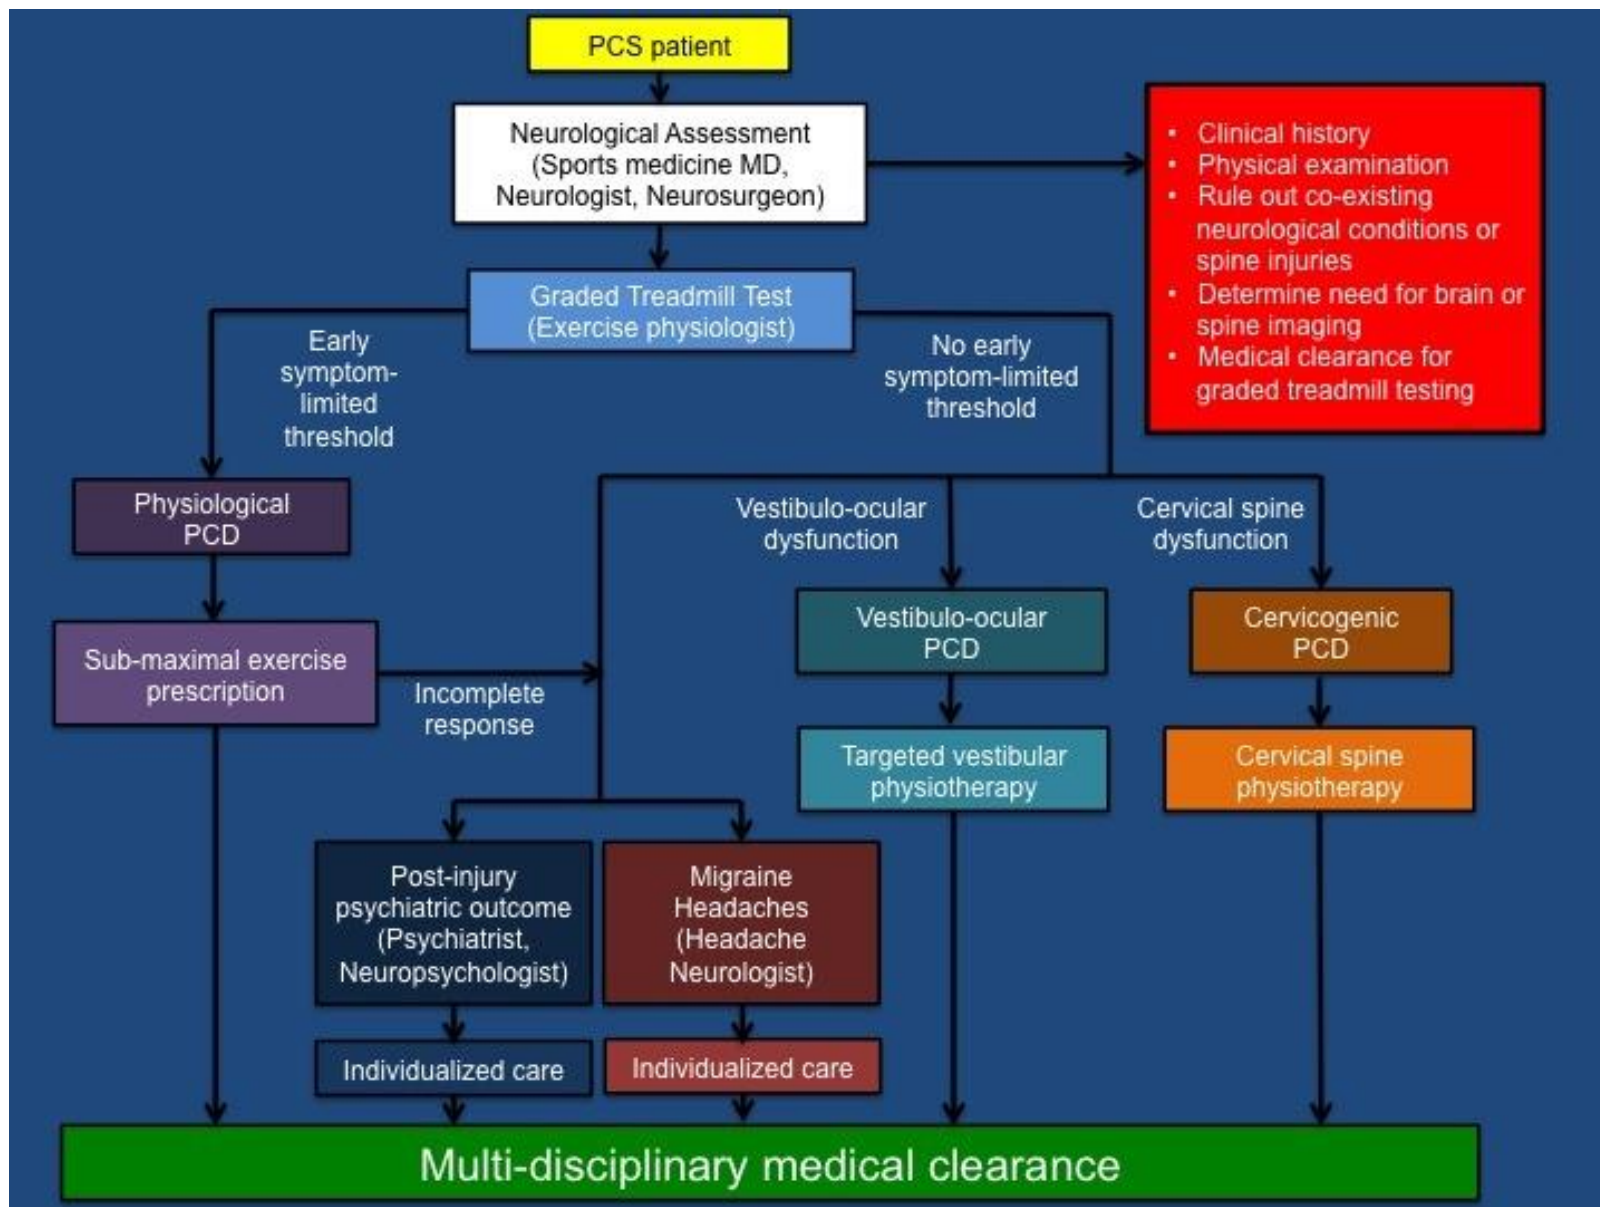 PCS patient
Neurological Assessment
(Sports medicine MD,
Neurologist, Neurosurgeon)
• Clinical history
• Physical examination
• Rule out co-existing
neurological conditions or
spine injuries
• Determine need for brain or
spine imaging
• Medical clearance for
graded treadmill testing
Graded Treadmill Test
(Exercise physiologist)
Early
symptom-
limited
threshold
No early
symptom-limited
threshold
Physiological
PCD
Vestibulo-ocular
dysfunction
Cervical spine
dysfunction
Vestibulo-ocular
PCD
Cervicogenic
PCD
Sub-maximal exercise
prescription
Incomplete
response
Targeted vestibular
physiotherapy
Cervical spine
physiotherapy
Post-injury
psychiatric outcome
(Psychiatrist,
Neuropsychologist)
Migraine
Headaches
(Headache
Neurologist)
Individualized care
Individualized care
Multi-disciplinary medical clearance